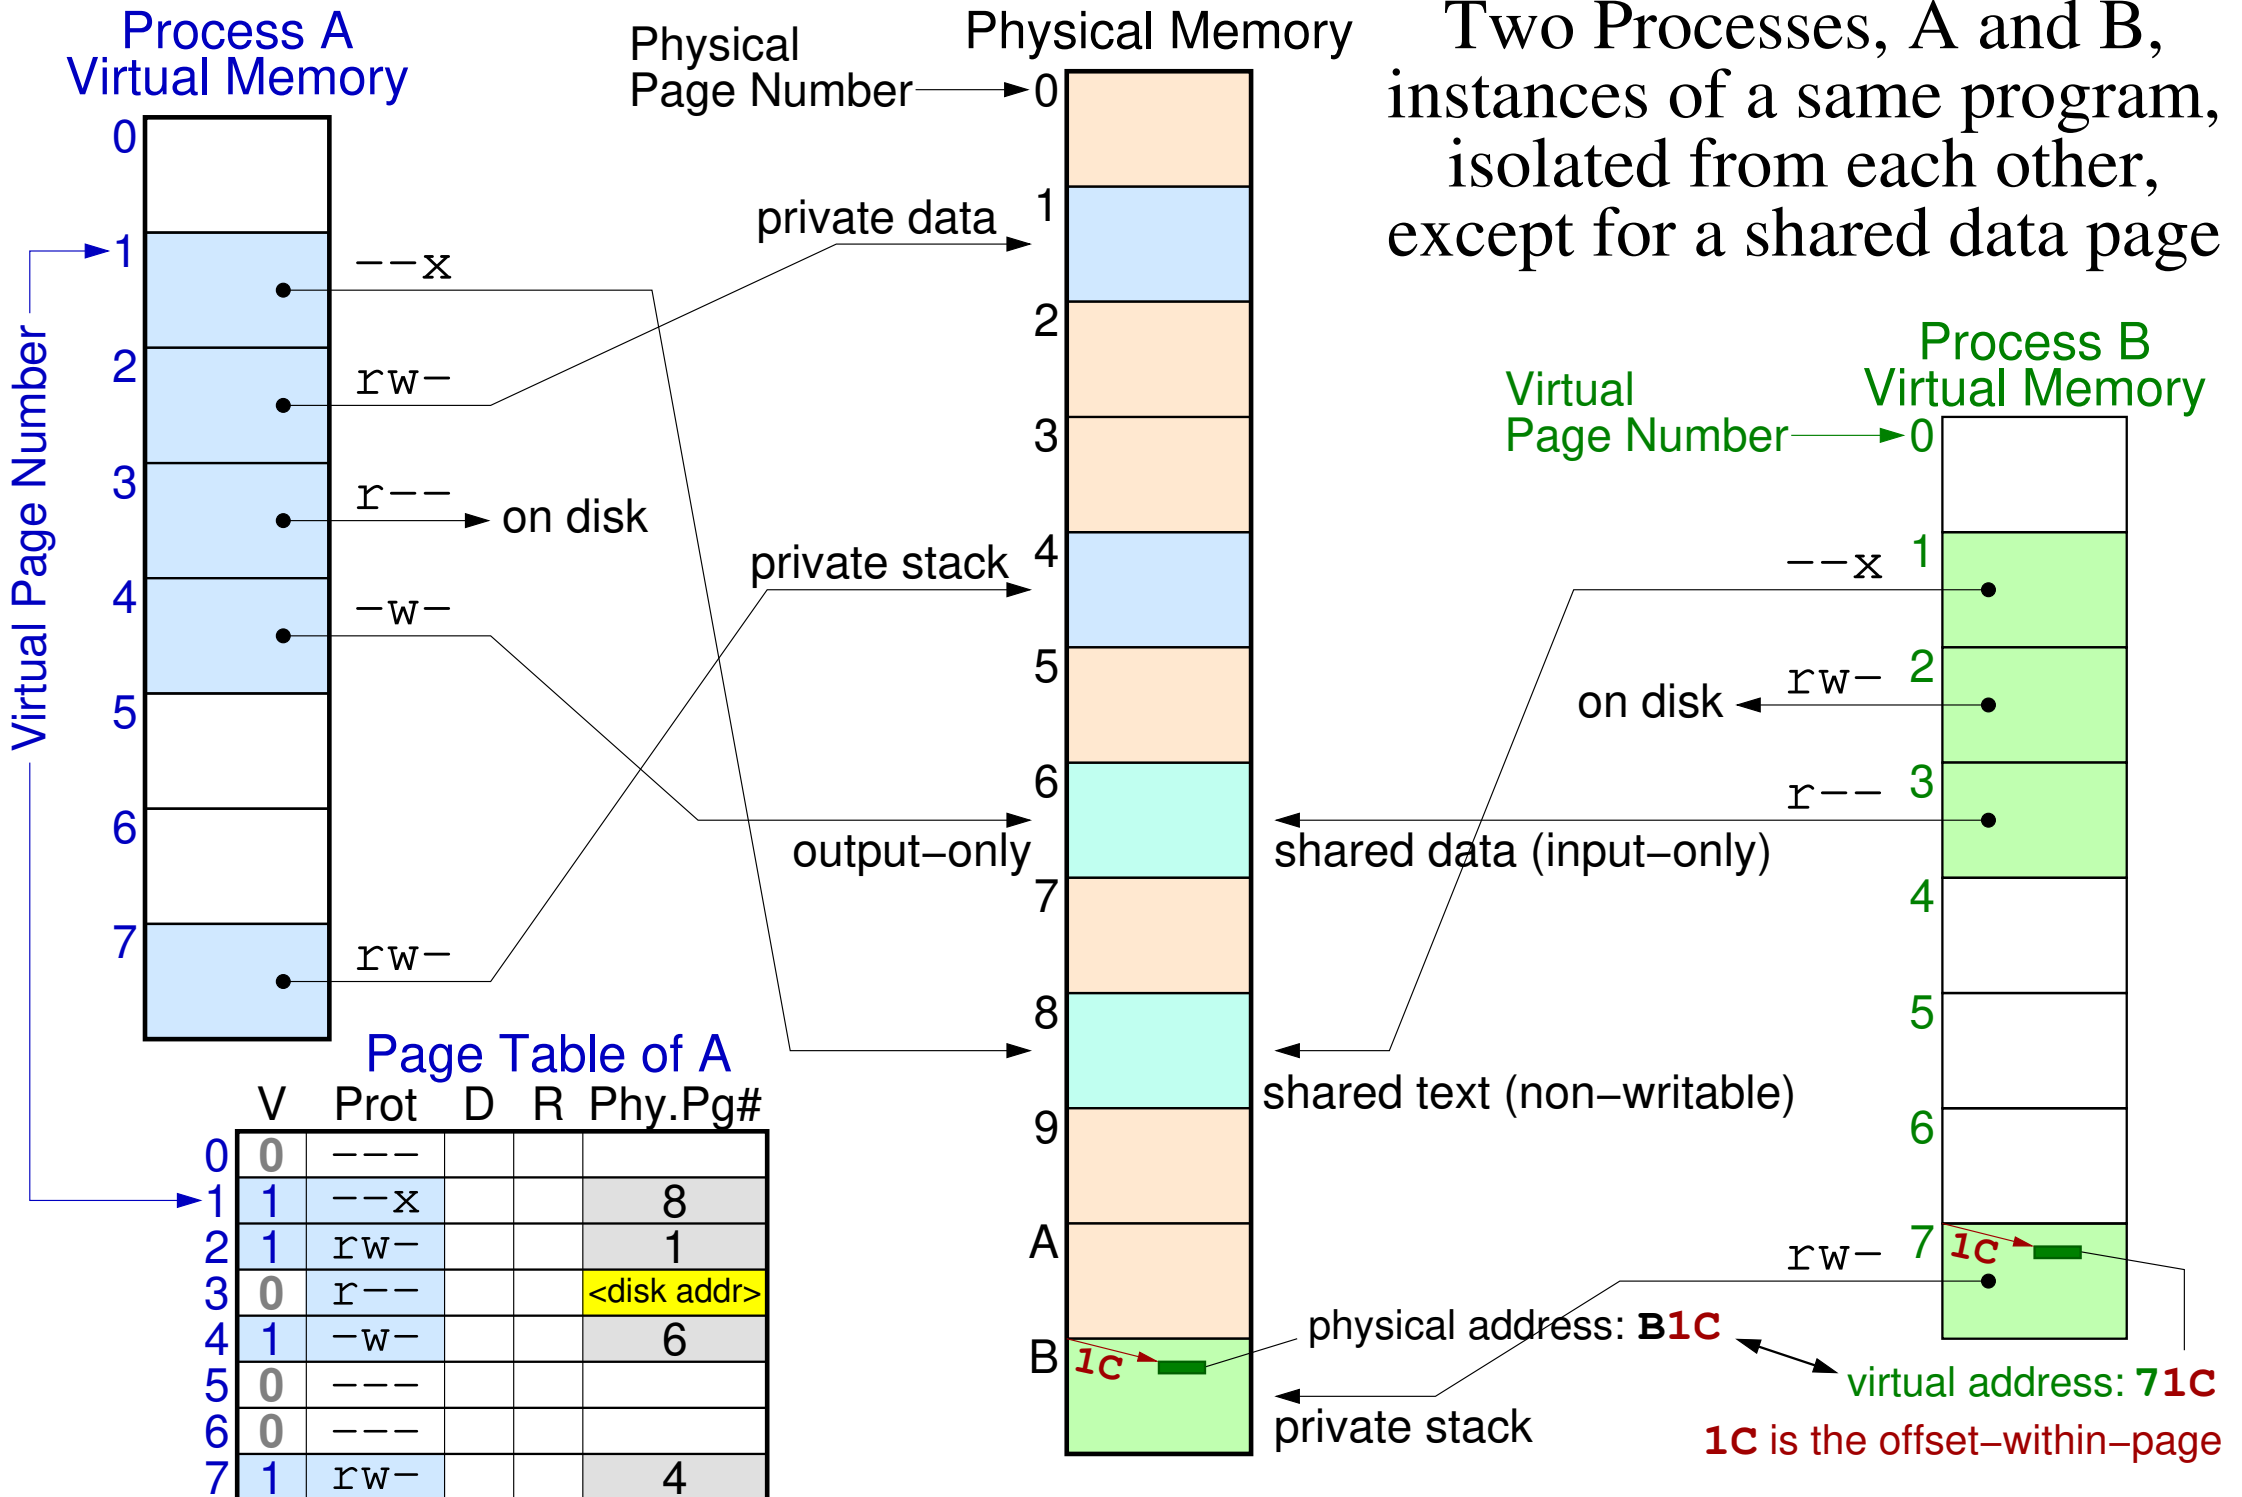 Two Processes, A and B,
instances of a same program,
isolated from each other,
except for a shared data page
Process A
Virtual Memory
Virtual Page Number
0
1
--x
2
rw-
3
r--
on disk
4
-w-
5
6
7
rw-
Physical
Page Number
Physical Memory
0
private data
1
2
3
private stack
4
5
6
output-only
shared data (input-only)
7
8
shared text (non-writable)
9
A
B
1C
physical address: B1C
private stack
Process B
Virtual Memory
Virtual
Page Number
0
--x
1
rw-
2
on disk
r--
3
4
5
6
rw-
7
1C
virtual address: 71C
1C is the offset-within-page
Page Table of A
V Prot D R Phy.Pg#
0 0 ---
1 1 --x 8
2 1 rw- 1
3 0 r-- <disk addr>
4 1 -w- 6
5 0 ---
6 0 ---
7 1 rw- 4